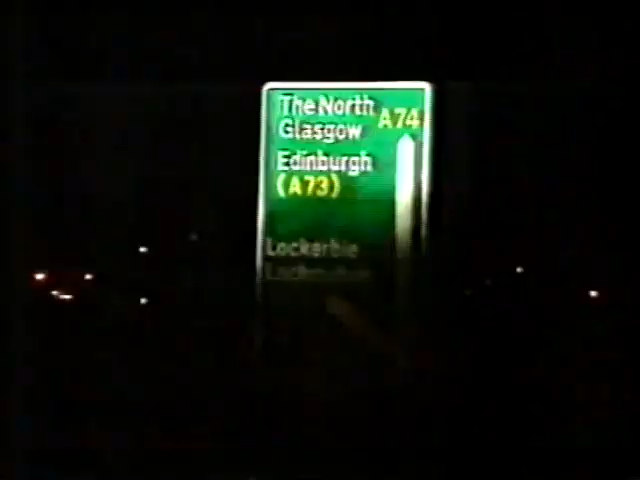 The North
Glasgow A74
Edinburgh
(A73)
Lockerbie